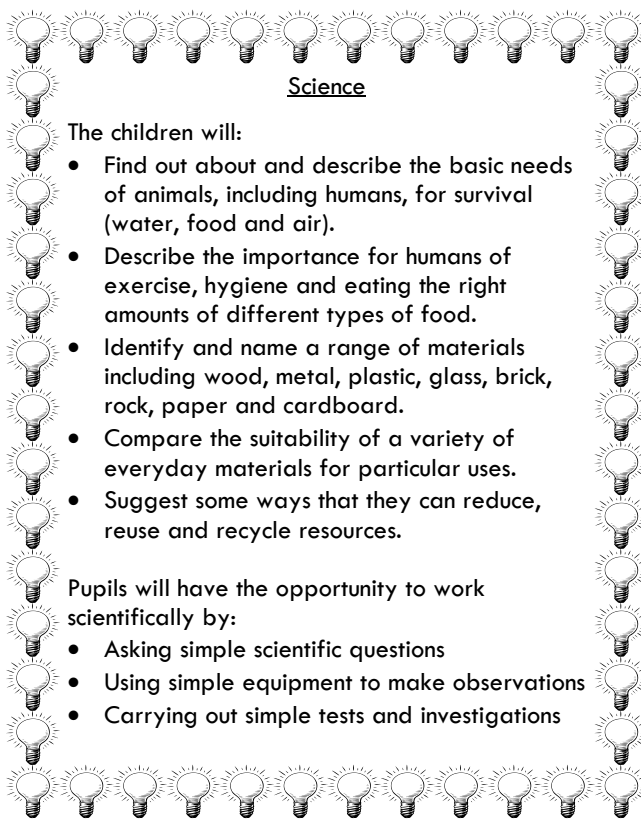 Science
The children will:
• Find out about and describe the basic needs
of animals, including humans, for survival
(water, food and air).
• Describe the importance for humans of
exercise, hygiene and eating the right
amounts of different types of food.
• Identify and name a range of materials
including wood, metal, plastic, glass, brick,
rock, paper and cardboard.
• Compare the suitability of a variety of
everyday materials for particular uses.
• Suggest some ways that they can reduce,
reuse and recycle resources.
Pupils will have the opportunity to work
scientifically by:
• Asking simple scientific questions
• Using simple equipment to make observations
• Carrying out simple tests and investigations